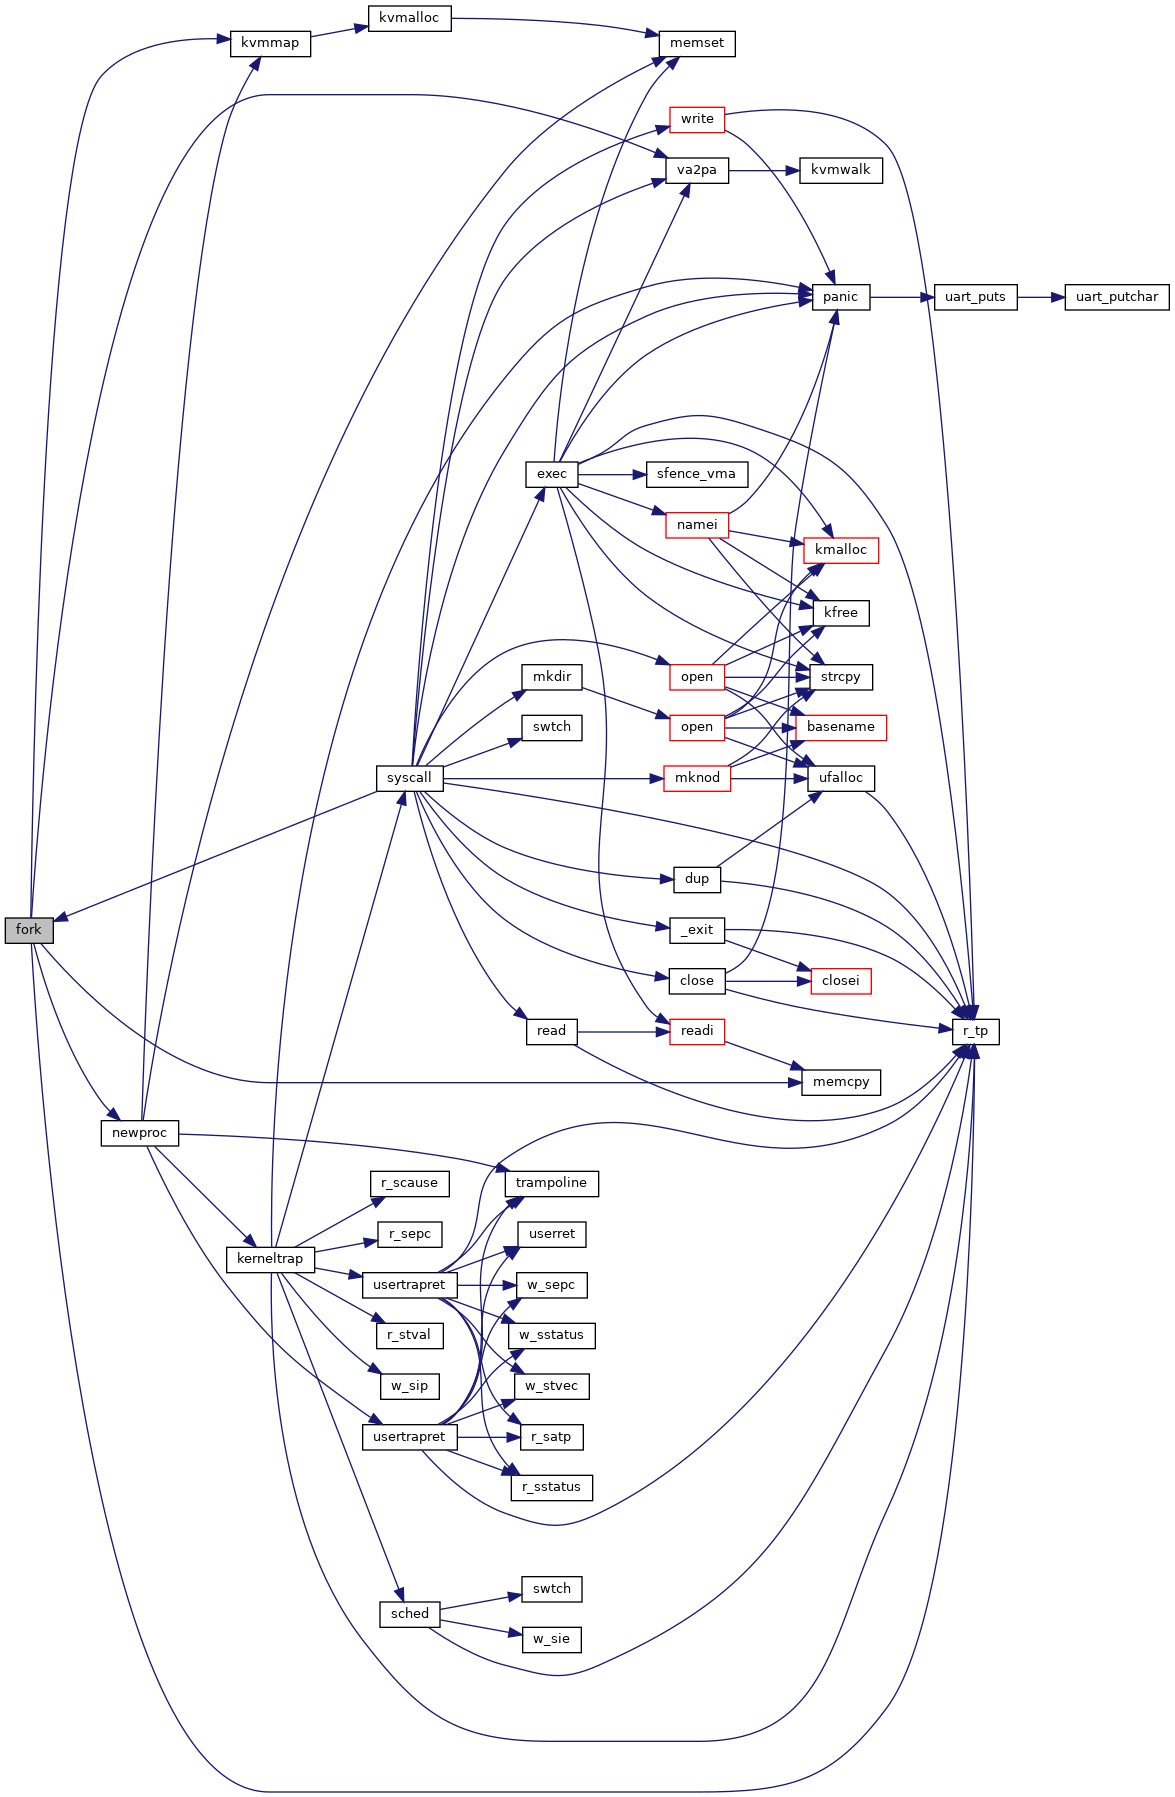 kvmalloc
kvmmap
memset
write
va2pa
kvmwalk
panic
uart_puts
uart_putchar
exec
sfence_vma
namei
kmalloc
kfree
mkdir
open
strcpy
swtch
open
basename
syscall
mknod
ufalloc
dup
fork
_exit
close
closei
read
readi
r_tp
memcpy
newproc
r_scause
trampoline
r_sepc
userret
kerneltrap
usertrapret
w_sepc
r_stval
w_sstatus
w_sip
w_stvec
usertrapret
r_satp
r_sstatus
swtch
sched
w_sie